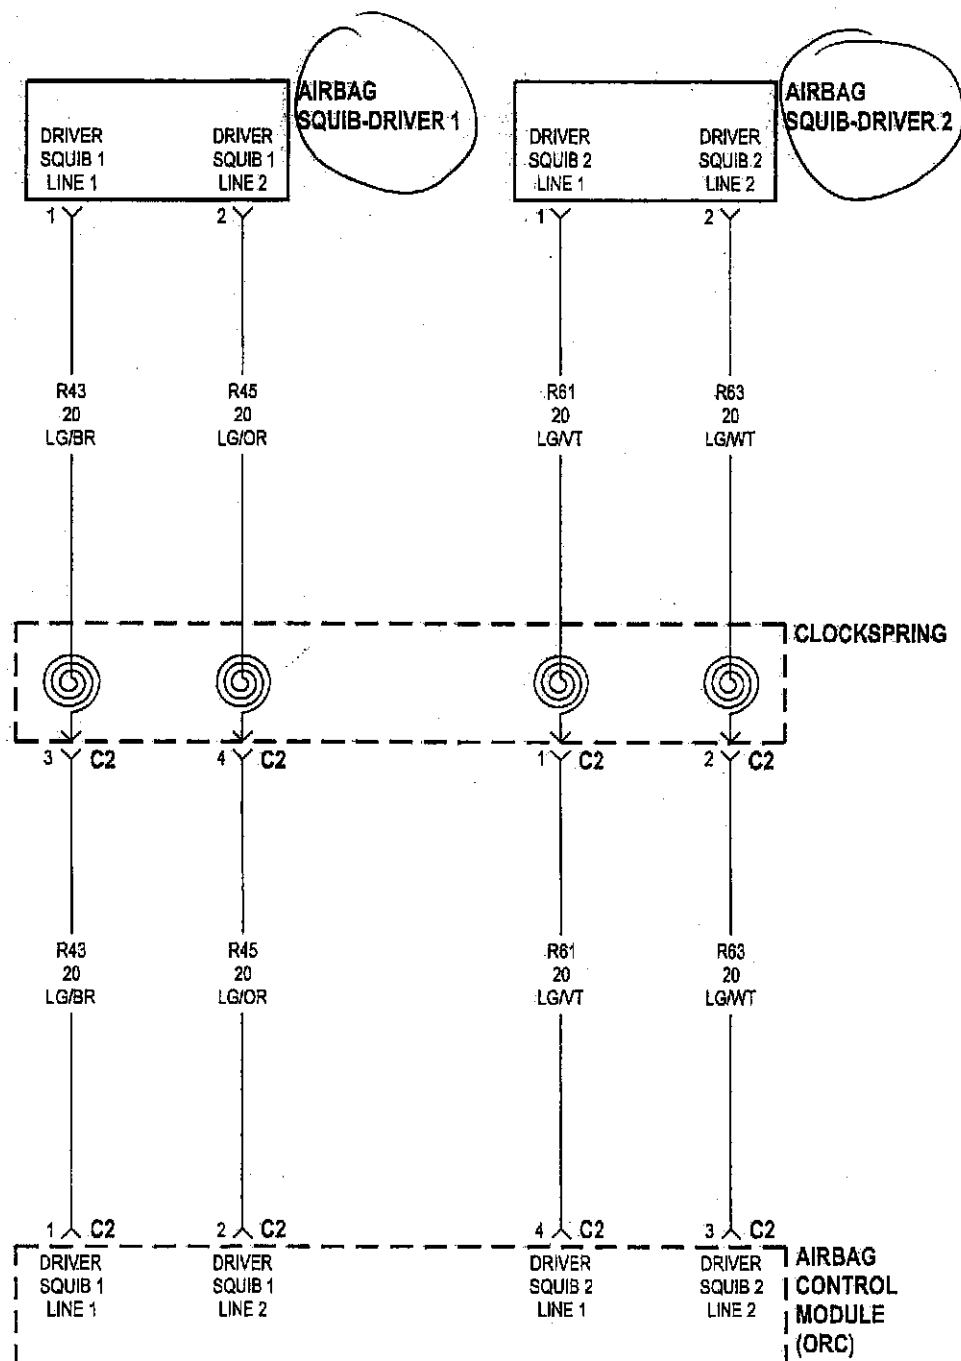 AIRBAG
SQUIB-DRIVER 1
DRIVER
SQUIB 1
LINE 1
DRIVER
SQUIB 1
LINE 2
1
2
AIRBAG
SQUIB-DRIVER 2
DRIVER
SQUIB 2
LINE 1
DRIVER
SQUIB 2
LINE 2
1
2
R43
20
LG/BR
R45
20
LG/OR
R61
20
LG/VT
R63
20
LG/WT
CLOCKSPRING
3 C2
4 C2
1 C2
2 C2
R43
20
LG/BR
R45
20
LG/OR
R61
20
LG/VT
R63
20
LG/WT
1 C2
2 C2
4 C2
3 C2
DRIVER
SQUIB 1
LINE 1
DRIVER
SQUIB 1
LINE 2
DRIVER
SQUIB 2
LINE 1
DRIVER
SQUIB 2
LINE 2
AIRBAG
CONTROL
MODULE
(ORC)